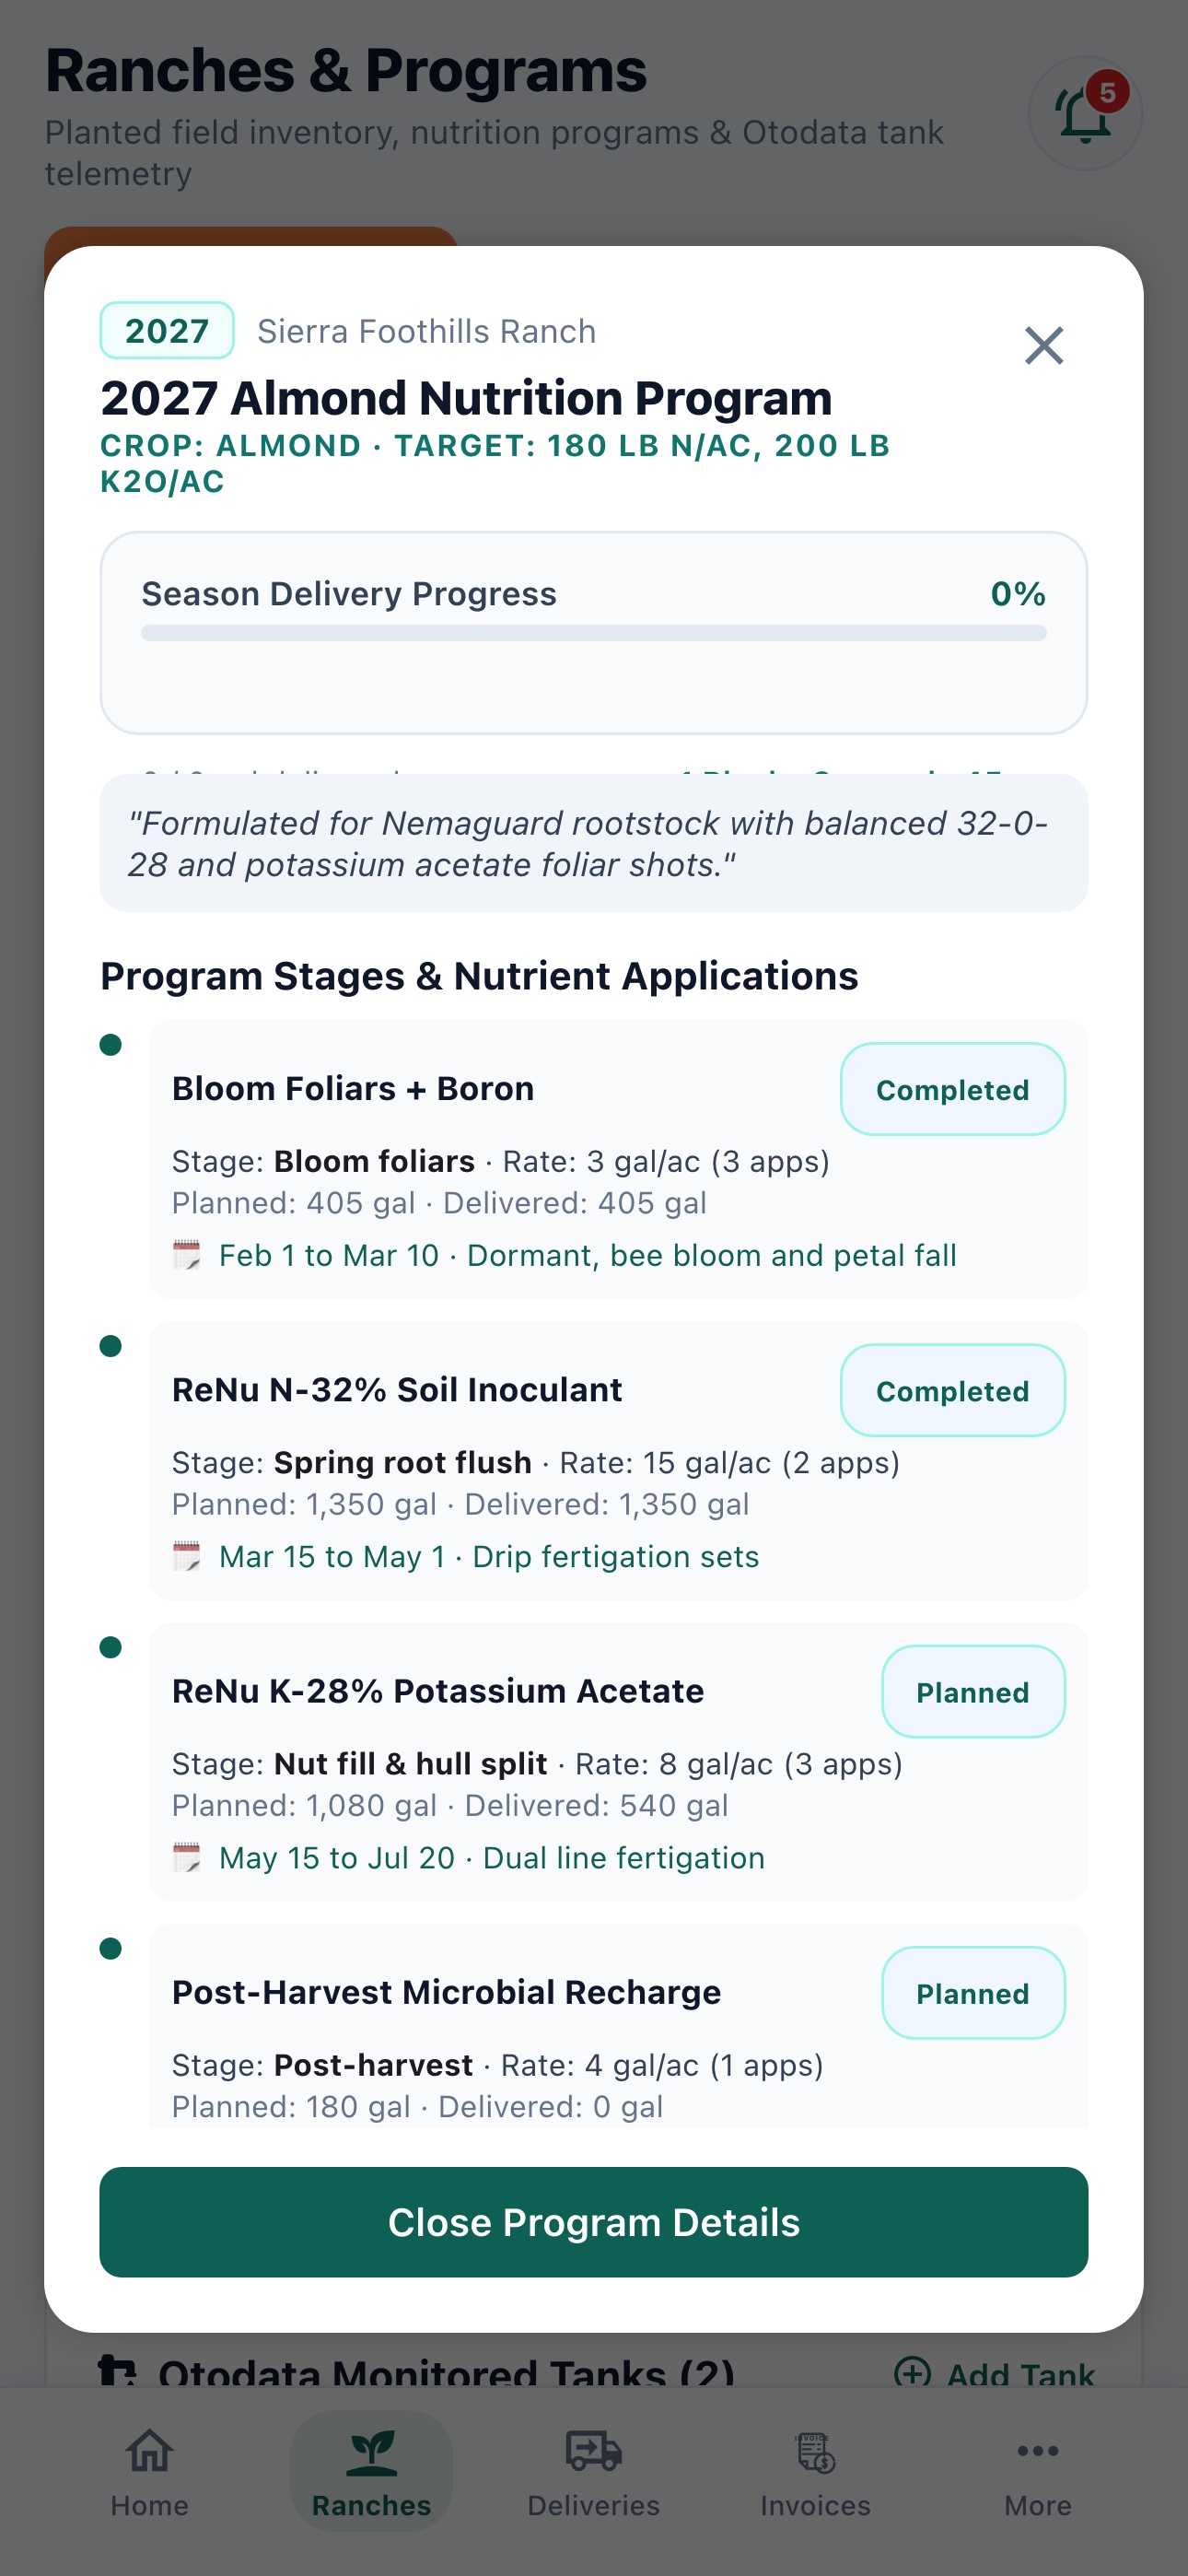 Ranches & Programs
Planted field inventory, nutrition programs & Otodata tank
telemetry
5
2027
Sierra Foothills Ranch
2027 Almond Nutrition Program
CROP: ALMOND · TARGET: 180 LB N/AC, 200 LB
K2O/AC
Season Delivery Progress
0%
"Formulated for Nemaguard rootstock with balanced 32-0-
28 and potassium acetate foliar shots."
Program Stages & Nutrient Applications
Bloom Foliars + Boron
Completed
Stage: Bloom foliars · Rate: 3 gal/ac (3 apps)
Planned: 405 gal · Delivered: 405 gal
Feb 1 to Mar 10 · Dormant, bee bloom and petal fall
ReNu N-32% Soil Inoculant
Completed
Stage: Spring root flush · Rate: 15 gal/ac (2 apps)
Planned: 1,350 gal · Delivered: 1,350 gal
Mar 15 to May 1 · Drip fertigation sets
ReNu K-28% Potassium Acetate
Planned
Stage: Nut fill & hull split · Rate: 8 gal/ac (3 apps)
Planned: 1,080 gal · Delivered: 540 gal
May 15 to Jul 20 · Dual line fertigation
Post-Harvest Microbial Recharge
Planned
Stage: Post-harvest · Rate: 4 gal/ac (1 apps)
Planned: 180 gal · Delivered: 0 gal
Close Program Details
Otodata Monitored Tanks (2)
Add Tank
INVOICE
Home
Ranches
Deliveries
Invoices
More